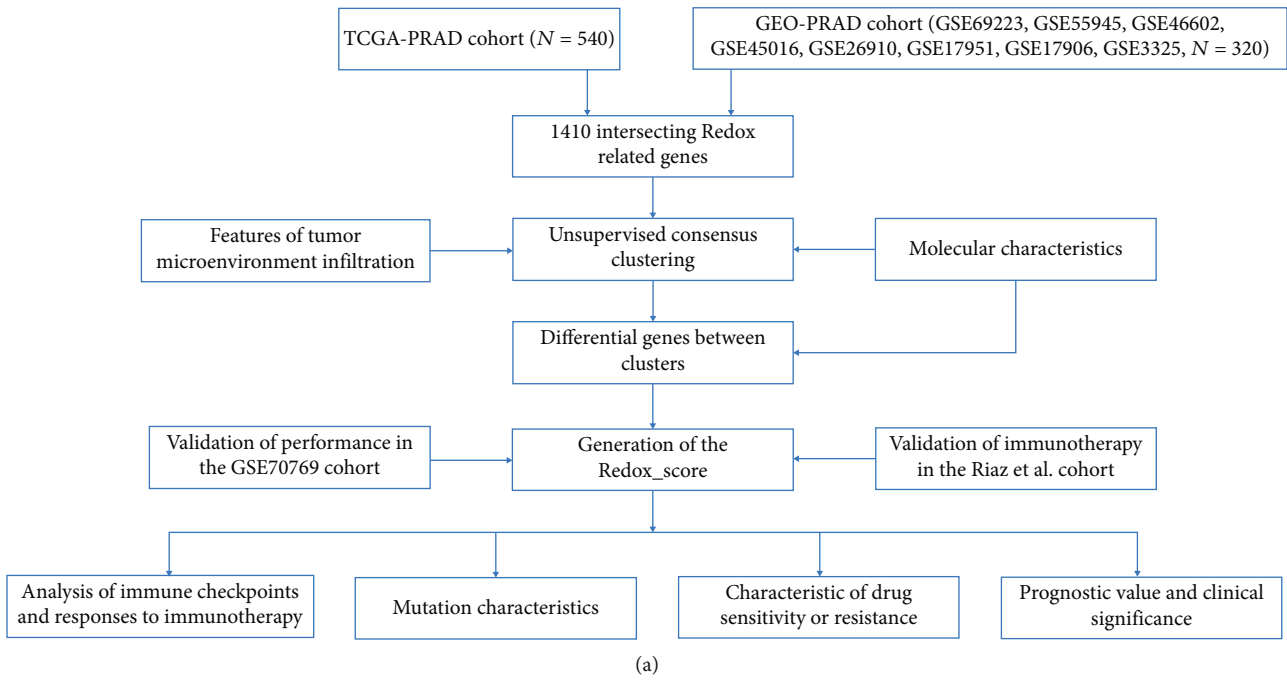 TCGA-PRAD cohort (N = 540)
GEO-PRAD cohort (GSE69223, GSE55945, GSE46602,
GSE45016, GSE26910, GSE17951, GSE17906, GSE3325, N = 320)
1410 intersecting Redox
related genes
Features of tumor
microenvironment infiltration
Unsupervised consensus
clustering
Molecular characteristics
Differential genes between
clusters
Validation of performance in
the GSE70769 cohort
Generation of the
Redox_score
Validation of immunotherapy
in the Riaz et al. cohort
Analysis of immune checkpoints
and responses to immunotherapy
Mutation characteristics
Characteristic of drug
sensitivity or resistance
Prognostic value and clinical
significance
(a)